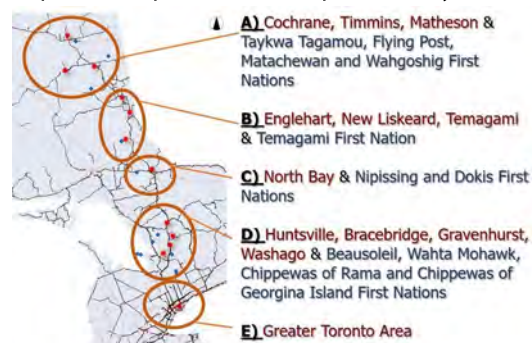 A) Cochrane, Timmins, Matheson &
Taykwa Tagamou, Flying Post,
Matachewan and Wahgoshig First
Nations
B) Englehart, New Liskeard, Temagami
& Temagami First Nation
C) North Bay & Nipissing and Dokis First
Nations
D) Huntsville, Bracebridge, Gravenhurst,
Washago & Beausoleil, Wahta Mohawk,
Chippewas of Rama and Chippewas of
Georgina Island First Nations
E) Greater Toronto Area